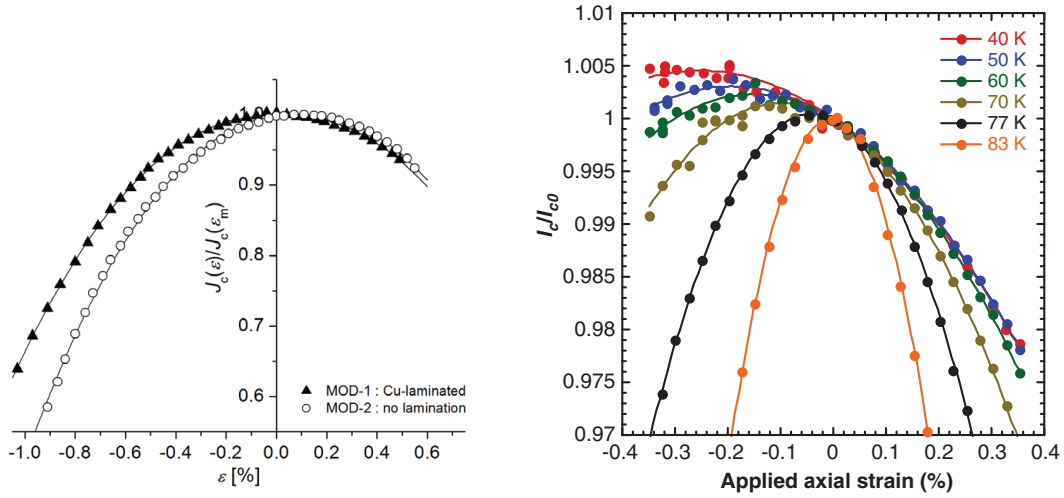 1.0
0.9
0.8
0.7
0.6
J_c(ε)/J_c(ε_m)
MOD-1 : Cu-laminated
MOD-2 : no lamination
-1.0 -0.8 -0.6 -0.4 -0.2 0.0 0.2 0.4 0.6
ε [%]
1.01
1.005
1
0.995
0.99
0.985
0.98
0.975
0.97
I_c/I_c0
40 K
50 K
60 K
70 K
77 K
83 K
-0.4 -0.3 -0.2 -0.1 0 0.1 0.2 0.3 0.4
Applied axial strain (%)